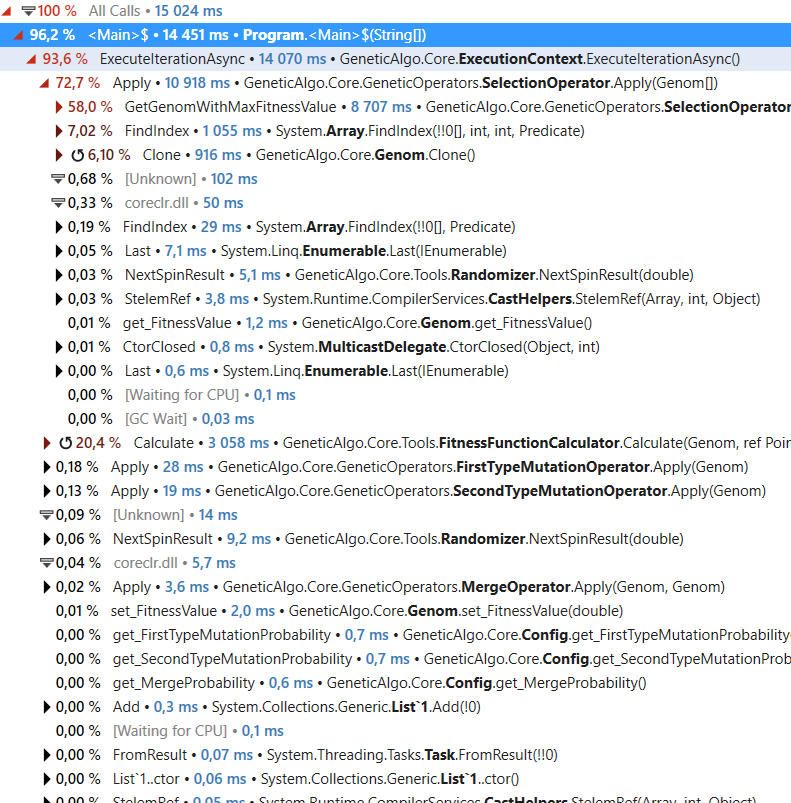 100 % All Calls • 15 024 ms
96,2 % <Main>$ • 14 451 ms • Program.<Main>$(String[])
93,6 % ExecuteIterationAsync • 14 070 ms • GeneticAlgo.Core.ExecutionContext.ExecuteIterationAsync()
72,7 % Apply • 10 918 ms • GeneticAlgo.Core.GeneticOperators.SelectionOperator.Apply(Genom[])
58,0 % GetGenomWithMaxFitnessValue • 8 707 ms • GeneticAlgo.Core.GeneticOperators.SelectionOperator
7,02 % FindIndex • 1 055 ms • System.Array.FindIndex(!!0[], int, int, Predicate)
6,10 % Clone • 916 ms • GeneticAlgo.Core.Genom.Clone()
0,68 % [Unknown] • 102 ms
0,33 % coreclr.dll • 50 ms
0,19 % FindIndex • 29 ms • System.Array.FindIndex(!!0[], Predicate)
0,05 % Last • 7,1 ms • System.Linq.Enumerable.Last(IEnumerable)
0,03 % NextSpinResult • 5,1 ms • GeneticAlgo.Core.Tools.Randomizer.NextSpinResult(double)
0,03 % StelemRef • 3,8 ms • System.Runtime.CompilerServices.CastHelpers.StelemRef(Array, int, Object)
0,01 % get_FitnessValue • 1,2 ms • GeneticAlgo.Core.Genom.get_FitnessValue()
0,01 % CtorClosed • 0,8 ms • System.MulticastDelegate.CtorClosed(Object, int)
0,00 % Last • 0,6 ms • System.Linq.Enumerable.Last(IEnumerable)
0,00 % [Waiting for CPU] • 0,1 ms
0,00 % [GC Wait] • 0,03 ms
20,4 % Calculate • 3 058 ms • GeneticAlgo.Core.Tools.FitnessFunctionCalculator.Calculate(Genom, ref Poin
0,18 % Apply • 28 ms • GeneticAlgo.Core.GeneticOperators.FirstTypeMutationOperator.Apply(Genom)
0,13 % Apply • 19 ms • GeneticAlgo.Core.GeneticOperators.SecondTypeMutationOperator.Apply(Genom)
0,09 % [Unknown] • 14 ms
0,06 % NextSpinResult • 9,2 ms • GeneticAlgo.Core.Tools.Randomizer.NextSpinResult(double)
0,04 % coreclr.dll • 5,7 ms
0,02 % Apply • 3,6 ms • GeneticAlgo.Core.GeneticOperators.MergeOperator.Apply(Genom, Genom)
0,01 % set_FitnessValue • 2,0 ms • GeneticAlgo.Core.Genom.set_FitnessValue(double)
0,00 % get_FirstTypeMutationProbability • 0,7 ms • GeneticAlgo.Core.Config.get_FirstTypeMutationProbability
0,00 % get_SecondTypeMutationProbability • 0,7 ms • GeneticAlgo.Core.Config.get_SecondTypeMutationProb
0,00 % get_MergeProbability • 0,6 ms • GeneticAlgo.Core.Config.get_MergeProbability()
0,00 % Add • 0,3 ms • System.Collections.Generic.List`1.Add(!0)
0,00 % [Waiting for CPU] • 0,1 ms
0,00 % FromResult • 0,07 ms • System.Threading.Tasks.Task.FromResult(!!0)
0,00 % List`1..ctor • 0,06 ms • System.Collections.Generic.List`1..ctor()
0,00 % StelemRef • 0,05 ms • System.Runtime.CompilerServices.CastHelpers.StelemRef(Array, int, Object)